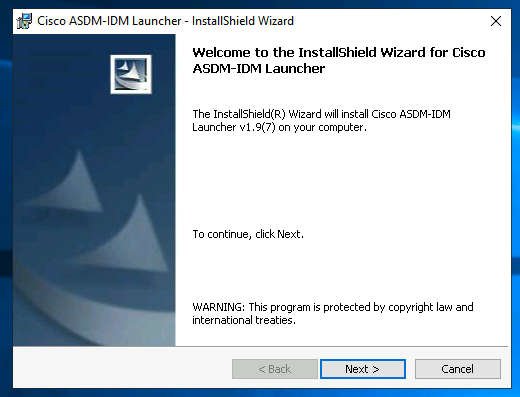 Cisco ASDM-IDM Launcher - InstallShield Wizard
Welcome to the InstallShield Wizard for Cisco
ASDM-IDM Launcher
The InstallShield(R) Wizard will install Cisco ASDM-IDM
Launcher v1.9(7) on your computer.
To continue, click Next.
WARNING: This program is protected by copyright law and
international treaties.
< Back
Next >
Cancel